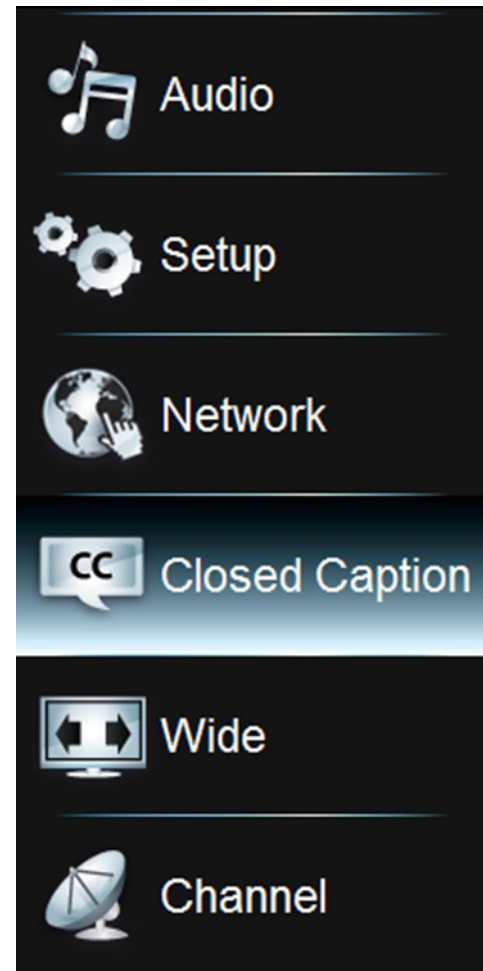 Audio
Setup
Network
CC Closed Caption
Wide
Channel